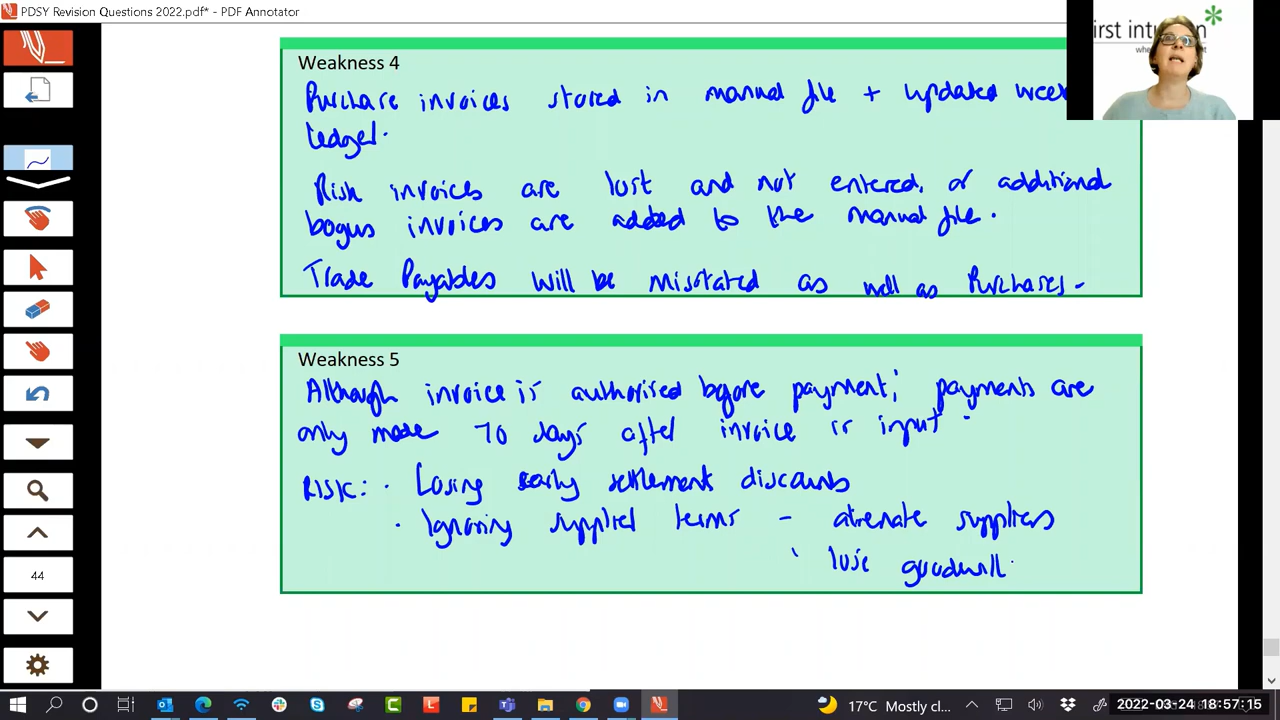 PDSY Revision Questions 2022.pdf* - PDF Annotator
irst intu
Weakness 4
Purchase invoices stored in manual file + updated week
ledger.
Risk invoices are lost and not entered, or additional
bogus invoices are added to the manual file.
Trade Payables will be misstated as well as Purchases.
Weakness 5
Although invoice is authorised before payment; payments are
only made 70 days after invoice is input.
RISK: · Losing early settlement discounts
· Ignoring supplier terms - alienate suppliers
lose goodwill.
44
17°C Mostly cl...
2022-03-24 18:57:15